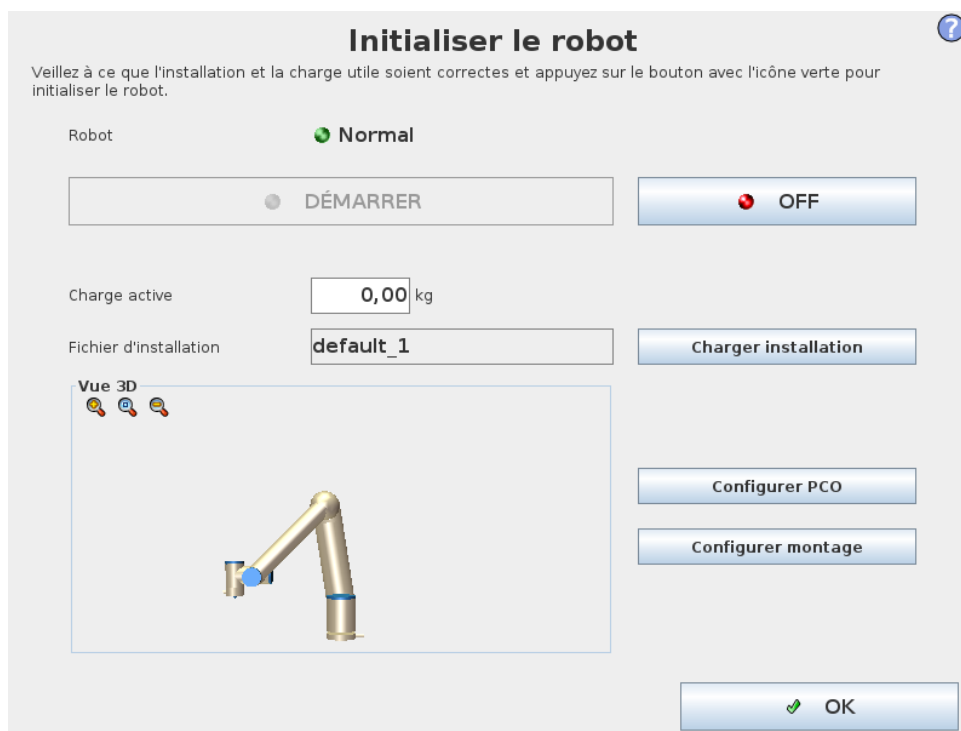 Initialiser le robot
?
Veillez à ce que l'installation et la charge utile soient correctes et appuyez sur le bouton avec l'icône verte pour
initialiser le robot.
Robot
Normal
DÉMARRER
OFF
Charge active
0,00 kg
Fichier d'installation
default_1
Charger installation
Vue 3D
Configurer PCO
Configurer montage
OK